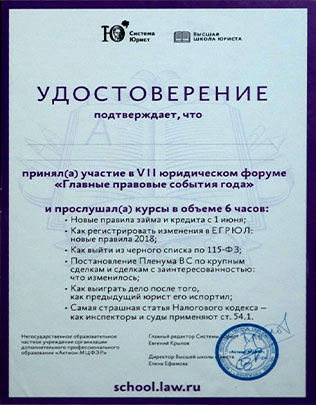 Ю Система Юрист
ВЫСШАЯ ШКОЛА ЮРИСТА
УДОСТОВЕРЕНИЕ
подтверждает, что
принял(а) участие в VII юридическом форуме
«Главные правовые события года»
и прослушал(а) курсы в объеме 6 часов:
• Новые правила займа и кредита с 1 июня;
• Как регистрировать изменения в ЕГРЮЛ:
новые правила 2018;
• Как выйти из черного списка по 115-ФЗ;
• Постановление Пленума ВС по крупным
сделкам и сделкам с заинтересованностью:
что изменилось;
• Как выиграть дело после того,
как предыдущий юрист его испортил;
• Самая страшная статья Налогового кодекса –
как инспекторы и суды применяют ст. 54.1.
Негосударственное образовательное
частное учреждение организации
дополнительного профессионального
образования «Актион-МЦФЭР»
Главный редактор Системы Юрист
Евгений Крылов
Директор Высшей школы юриста
Елена Ефимова
school.law.ru